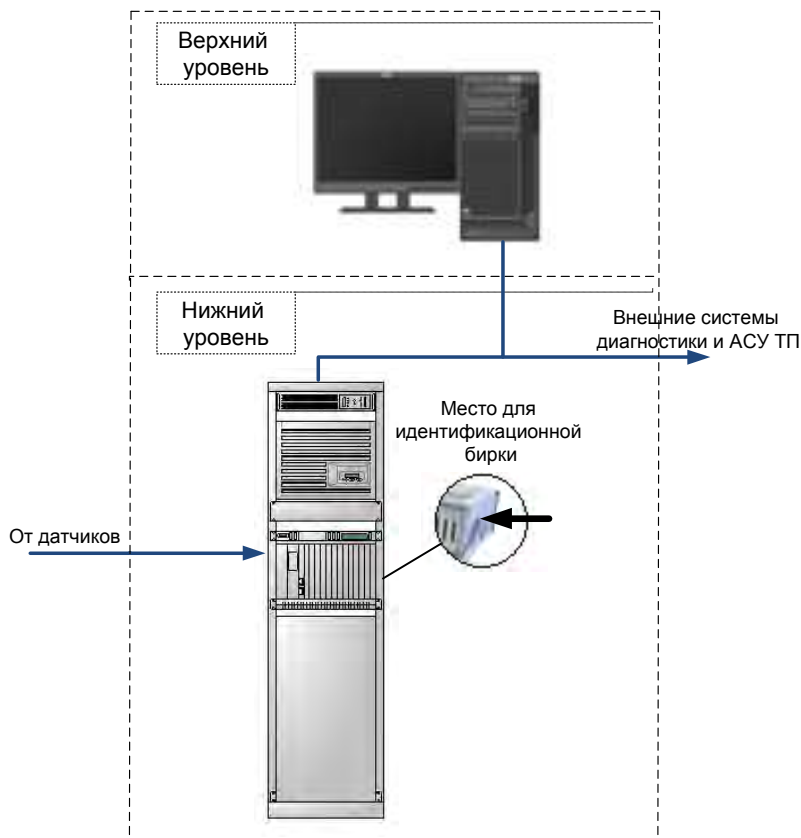 Верхний
уровень
Нижний
уровень
Внешние системы
диагностики и АСУ ТП
Место для
идентификационной
бирки
От датчиков